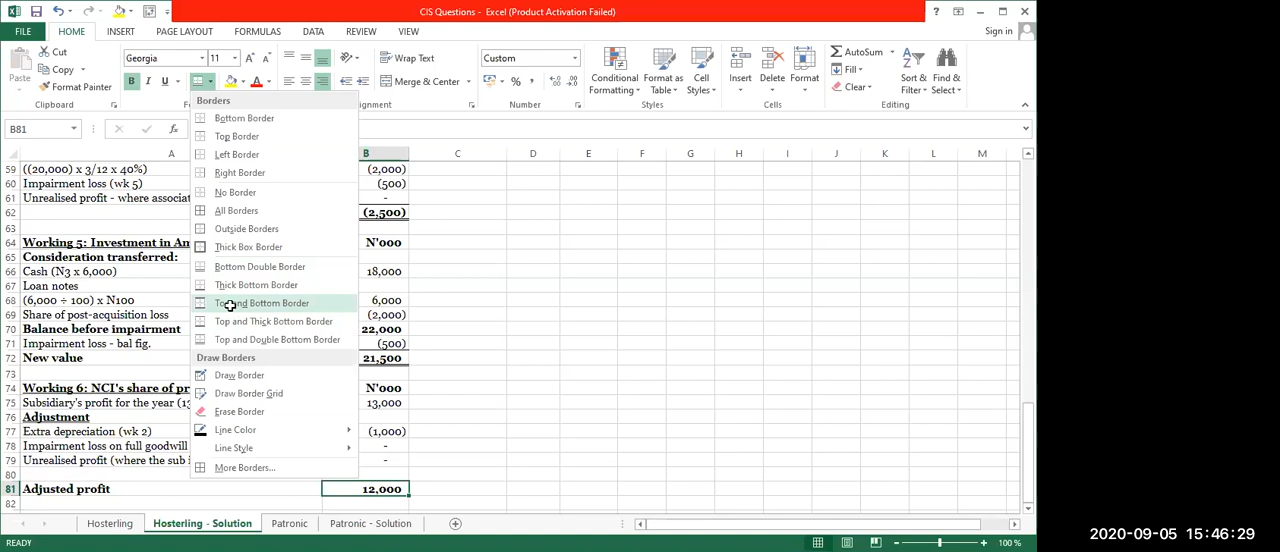 CIS Questions - Excel (Product Activation Failed)
FILE HOME INSERT PAGE LAYOUT FORMULAS DATA REVIEW VIEW Sign in
Cut
Copy
Format Painter
Paste
Clipboard
Georgia 11
B I U
Wrap Text
Merge & Center
Alignment
Custom
Number
Conditional Formatting
Format as Table
Cell Styles
Styles
Insert Delete Format
Cells
AutoSum
Fill
Clear
Sort & Filter
Find & Select
Editing
B81
Borders
Bottom Border
Top Border
Left Border
Right Border
No Border
All Borders
Outside Borders
Thick Box Border
Bottom Double Border
Thick Bottom Border
Top and Bottom Border
Top and Thick Bottom Border
Top and Double Bottom Border
Draw Borders
Draw Border
Draw Border Grid
Erase Border
Line Color
Line Style
More Borders...
A B C D E F G H I J K L M
59 ((20,000) x 3/12 x 40%) (2,000)
60 Impairment loss (wk 5) (500)
61 Unrealised profit - where associat -
62 (2,500)
63
64 Working 5: Investment in Am N'000
65 Consideration transferred:
66 Cash (N3 x 6,000) 18,000
67 Loan notes
68 (6,000 ÷ 100) x N100 6,000
69 Share of post-acquisition loss (2,000)
70 Balance before impairment 22,000
71 Impairment loss - bal fig. (500)
72 New value 21,500
73
74 Working 6: NCI's share of pr N'000
75 Subsidiary's profit for the year (13 13,000
76 Adjustment
77 Extra depreciation (wk 2) (1,000)
78 Impairment loss on full goodwill -
79 Unrealised profit (where the sub i -
80
81 Adjusted profit 12,000
82
Hosterling Hosterling - Solution Patronic Patronic - Solution
READY 100 %
2020-09-05 15:46:29